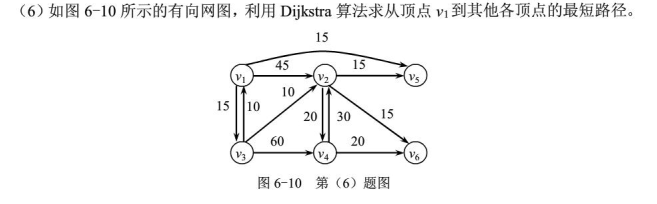 （6）如图 6-10 所示的有向网图，利用 Dijkstra 算法求从顶点 v₁到其他各顶点的最短路径。
15
45 15
v₁ v₂ v₅
10
15 10 20 30 15
60 20
v₃ v₄ v₆
图 6-10 第（6）题图